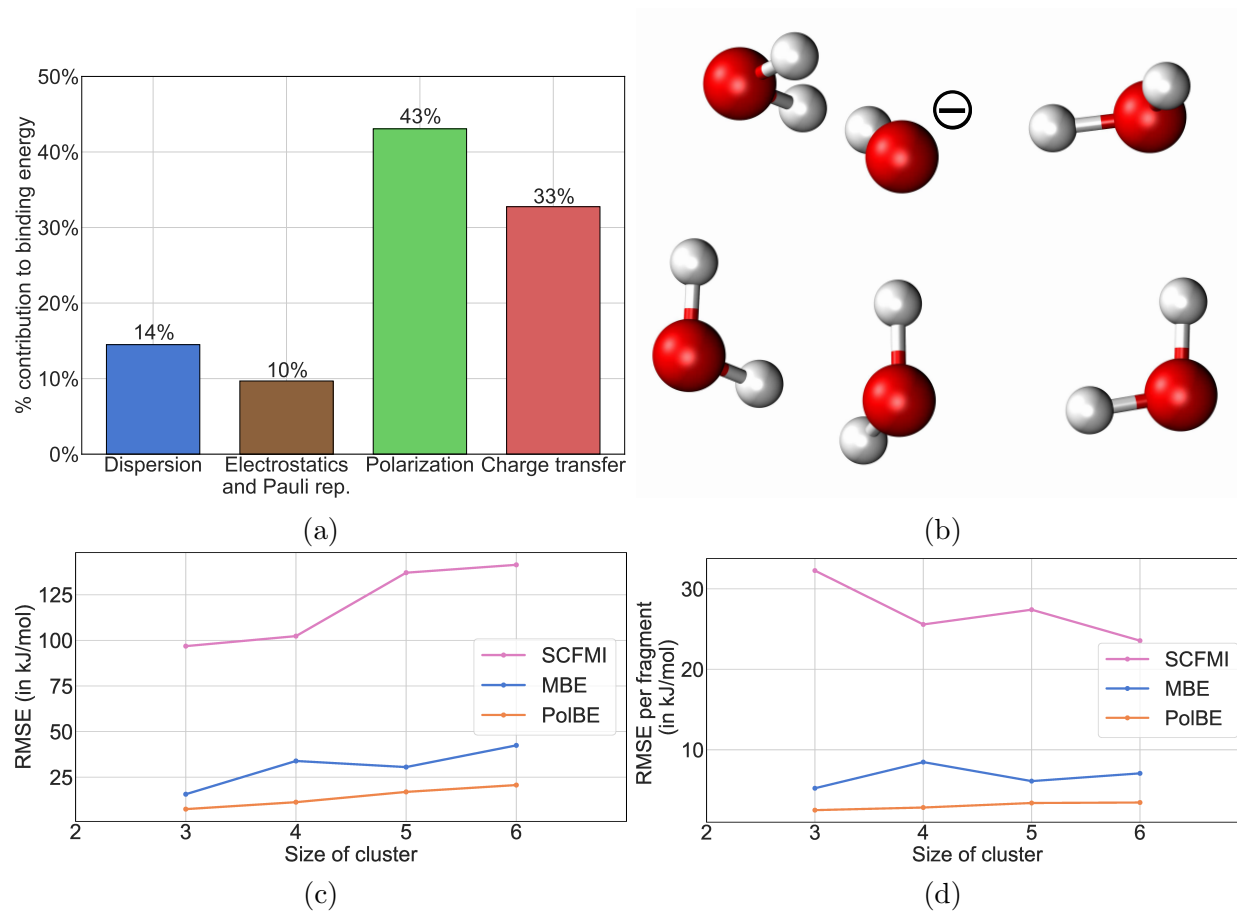 % contribution to binding energy
50%
40%
30%
20%
10%
0%
14%
10%
43%
33%
Dispersion
Electrostatics
and Pauli rep.
Polarization
Charge transfer
(a)
(b)
RMSE (in kJ/mol)
125
100
75
50
25
2
3
4
5
6
Size of cluster
SCFMI
MBE
PolBE
(c)
RMSE per fragment
(in kJ/mol)
30
20
10
2
3
4
5
6
Size of cluster
SCFMI
MBE
PolBE
(d)